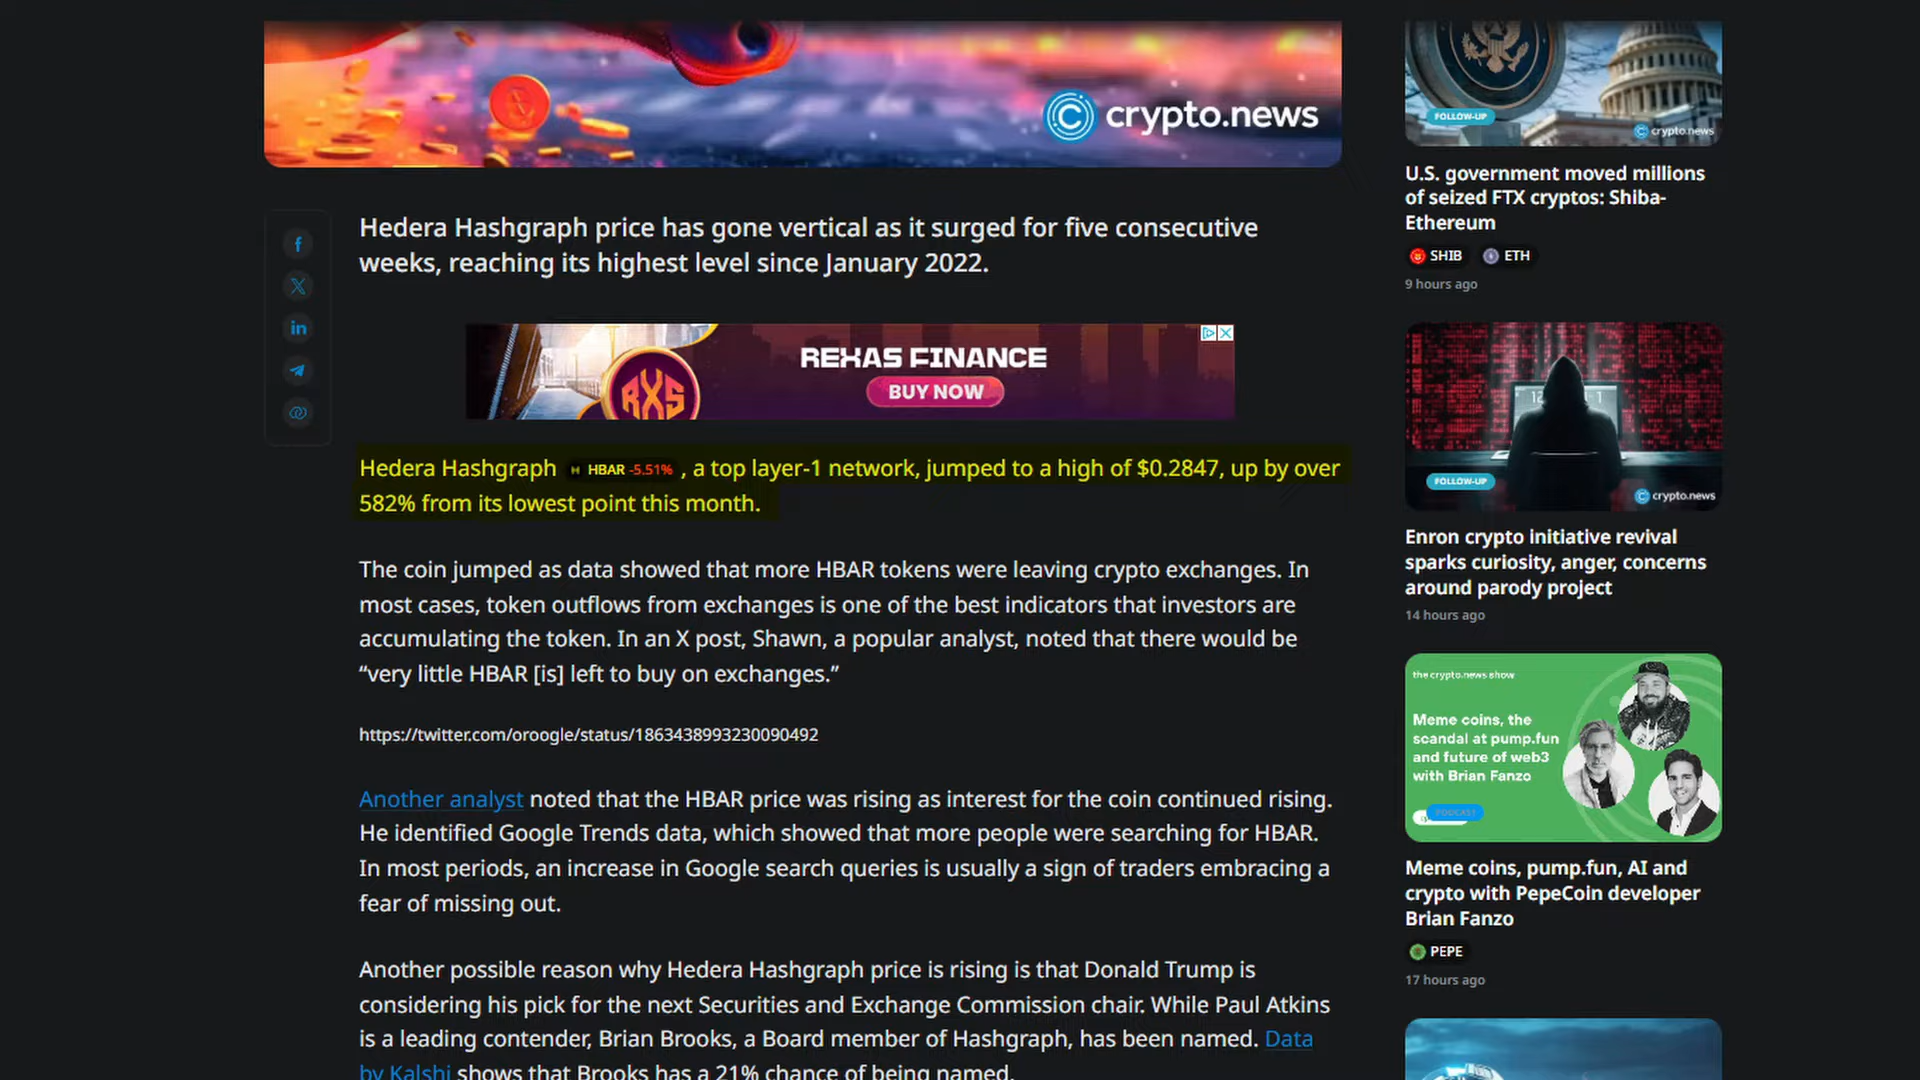 crypto.news
Hedera Hashgraph price has gone vertical as it surged for five consecutive
weeks, reaching its highest level since January 2022.
REXAS FINANCE
RXS
BUY NOW
Hedera Hashgraph HBAR -5.51% , a top layer-1 network, jumped to a high of $0.2847, up by over
582% from its lowest point this month.
The coin jumped as data showed that more HBAR tokens were leaving crypto exchanges. In
most cases, token outflows from exchanges is one of the best indicators that investors are
accumulating the token. In an X post, Shawn, a popular analyst, noted that there would be
“very little HBAR [is] left to buy on exchanges.”
https://twitter.com/oroogle/status/1863438993230090492
Another analyst noted that the HBAR price was rising as interest for the coin continued rising.
He identified Google Trends data, which showed that more people were searching for HBAR.
In most periods, an increase in Google search queries is usually a sign of traders embracing a
fear of missing out.
Another possible reason why Hedera Hashgraph price is rising is that Donald Trump is
considering his pick for the next Securities and Exchange Commission chair. While Paul Atkins
is a leading contender, Brian Brooks, a Board member of Hashgraph, has been named. Data
by Kalshi shows that Brooks has a 21% chance of being named.
FOLLOW-UP
crypto.news
U.S. government moved millions
of seized FTX cryptos: Shiba-
Ethereum
SHIB ETH
9 hours ago
FOLLOW-UP
crypto.news
Enron crypto initiative revival
sparks curiosity, anger, concerns
around parody project
14 hours ago
the crypto.news show
Meme coins, the
scandal at pump.fun
and future of web3
with Brian Fanzo
PODCAST
Meme coins, pump.fun, AI and
crypto with PepeCoin developer
Brian Fanzo
PEPE
17 hours ago